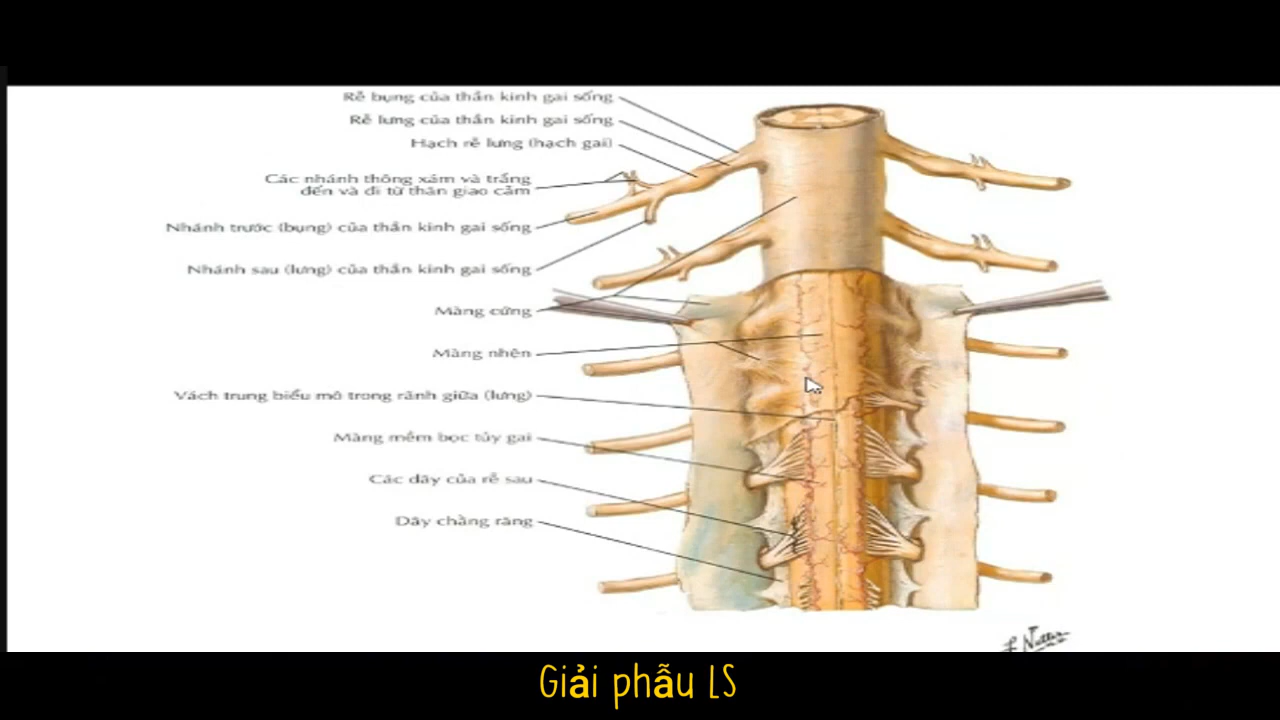 Rễ bụng của thần kinh gai sống
Rễ lưng của thần kinh gai sống
Hạch rễ lưng (hạch gai)
Các nhánh thông xám và trắng
đến và đi từ thân giao cảm
Nhánh trước (bụng) của thần kinh gai sống
Nhánh sau (lưng) của thần kinh gai sống
Màng cứng
Màng nhện
Vách trung biểu mô trong rãnh giữa (lưng)
Màng mềm bọc tủy gai
Các dây của rễ sau
Dây chằng răng
F. Netter
Giải phẫu LS